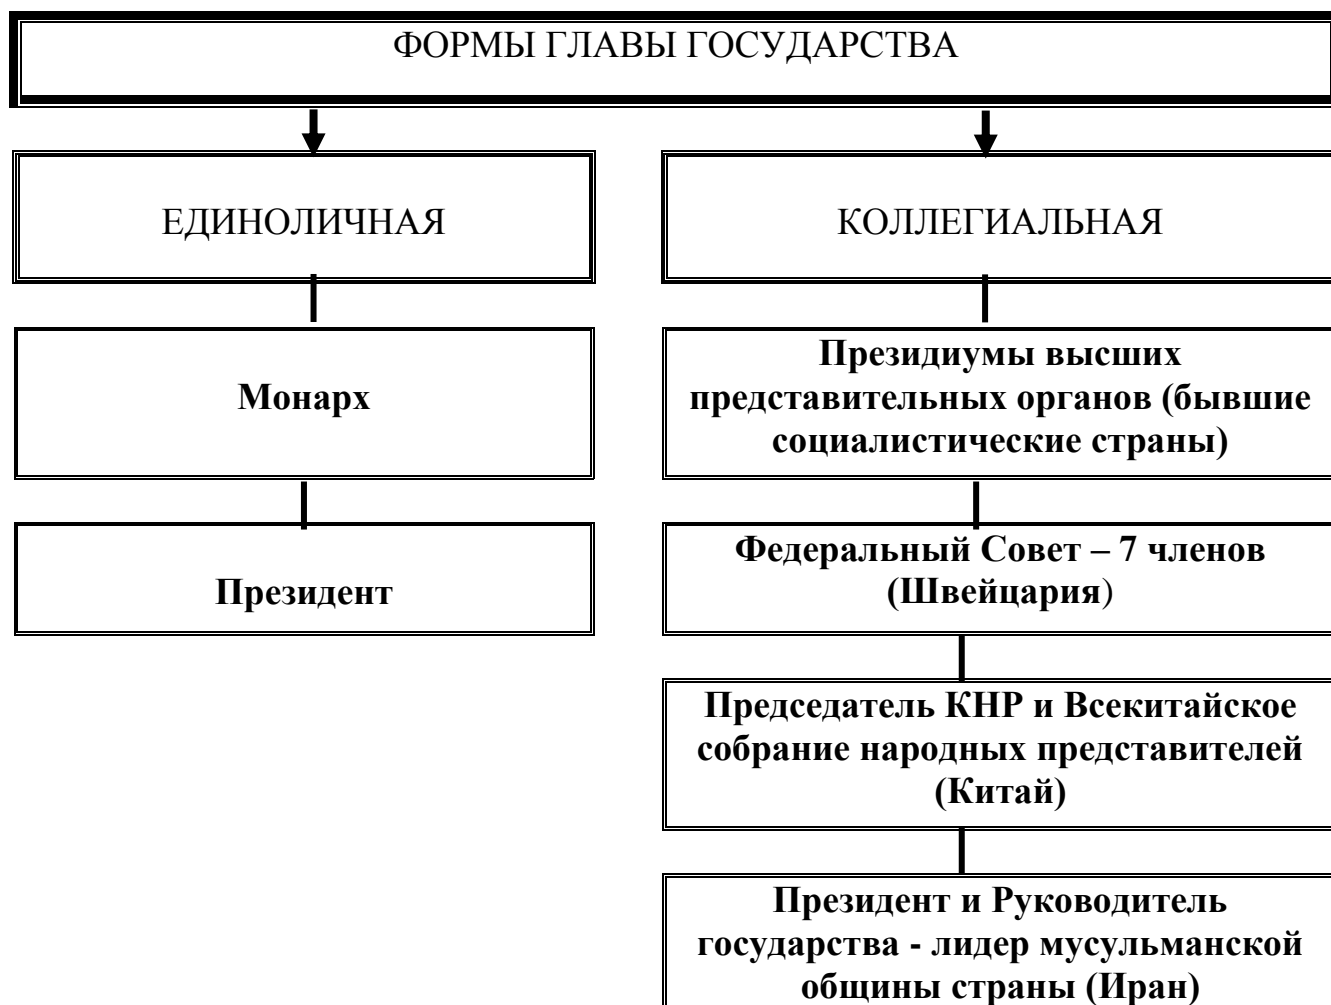 ФОРМЫ ГЛАВЫ ГОСУДАРСТВА
ЕДИНОЛИЧНАЯ
КОЛЛЕГИАЛЬНАЯ
Монарх
Президиумы высших
представительных органов (бывшие
социалистические страны)
Президент
Федеральный Совет – 7 членов
(Швейцария)
Председатель КНР и Всекитайское
собрание народных представителей
(Китай)
Президент и Руководитель
государства - лидер мусульманской
общины страны (Иран)